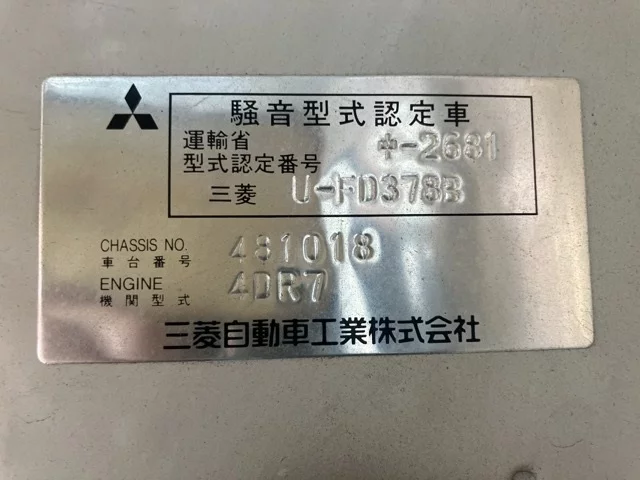 騒音型式認定車
運輸省
型式認定番号 ウ-2681
三菱 U-FD378B
CHASSIS NO. 481018
車台番号
ENGINE 4DR7
機関型式
三菱自動車工業株式会社